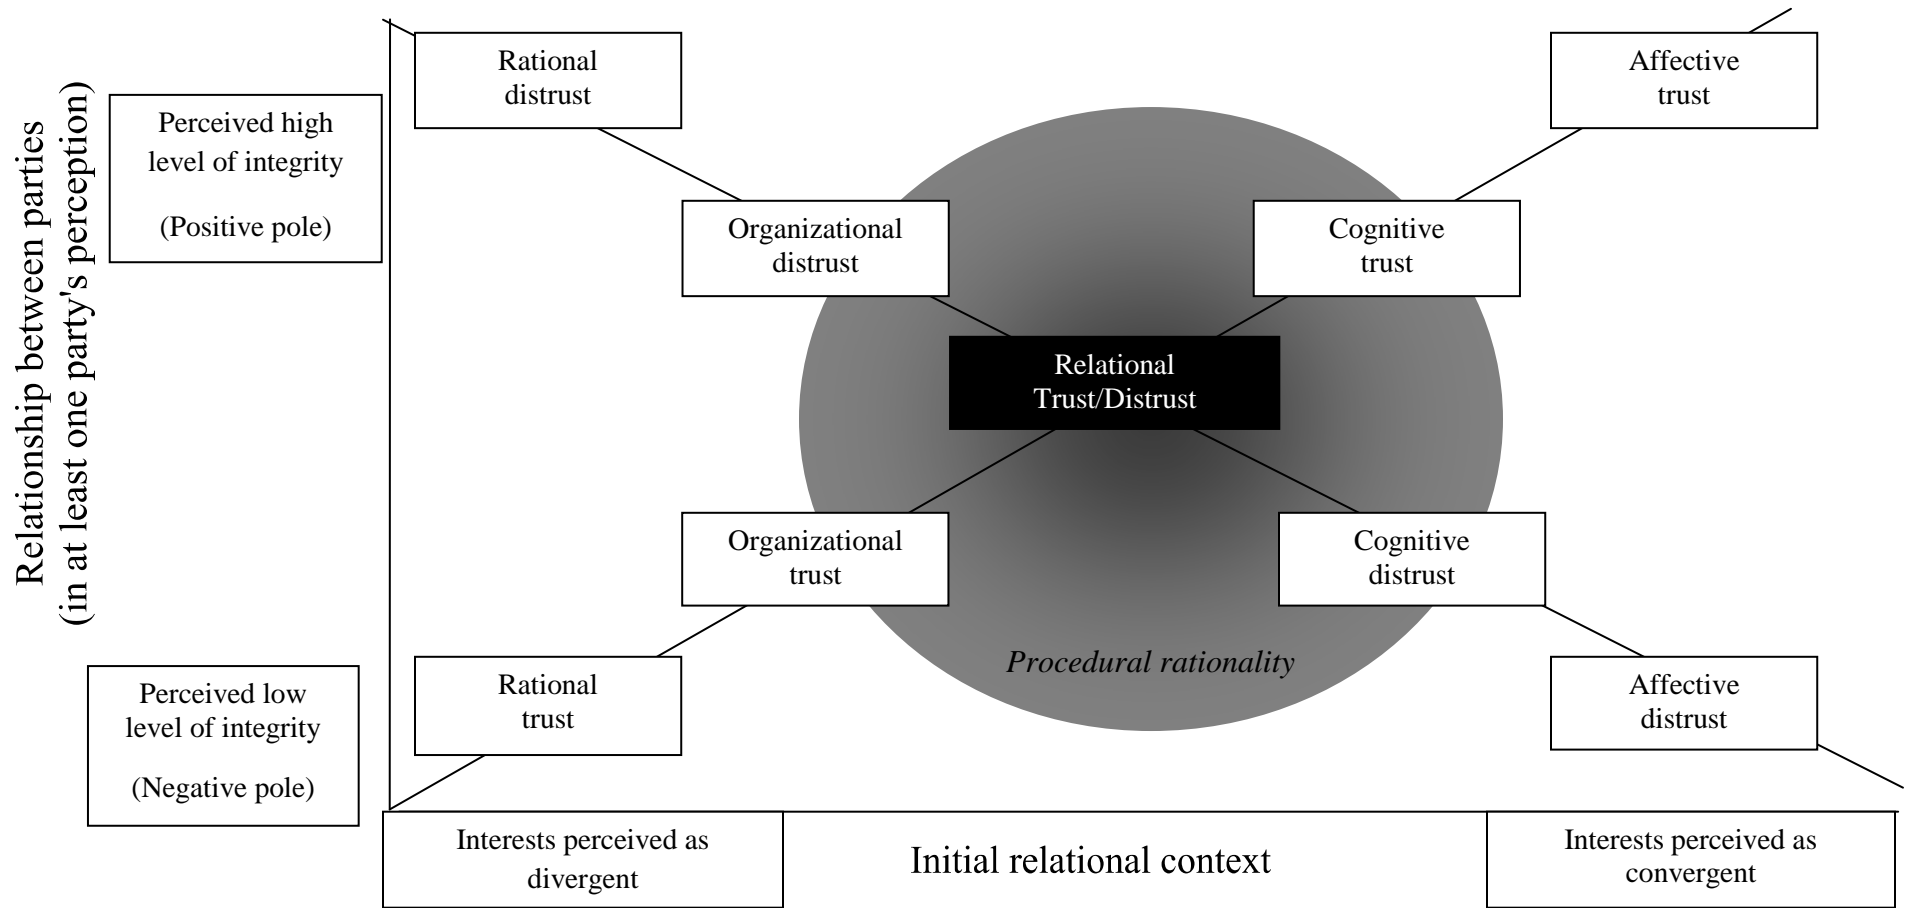 Relationship between parties
(in at least one party's perception)
Perceived high
level of integrity
(Positive pole)
Perceived low
level of integrity
(Negative pole)
Rational
distrust
Affective
trust
Organizational
distrust
Cognitive
trust
Relational
Trust/Distrust
Organizational
trust
Cognitive
distrust
Procedural rationality
Rational
trust
Affective
distrust
Interests perceived as
divergent
Initial relational context
Interests perceived as
convergent